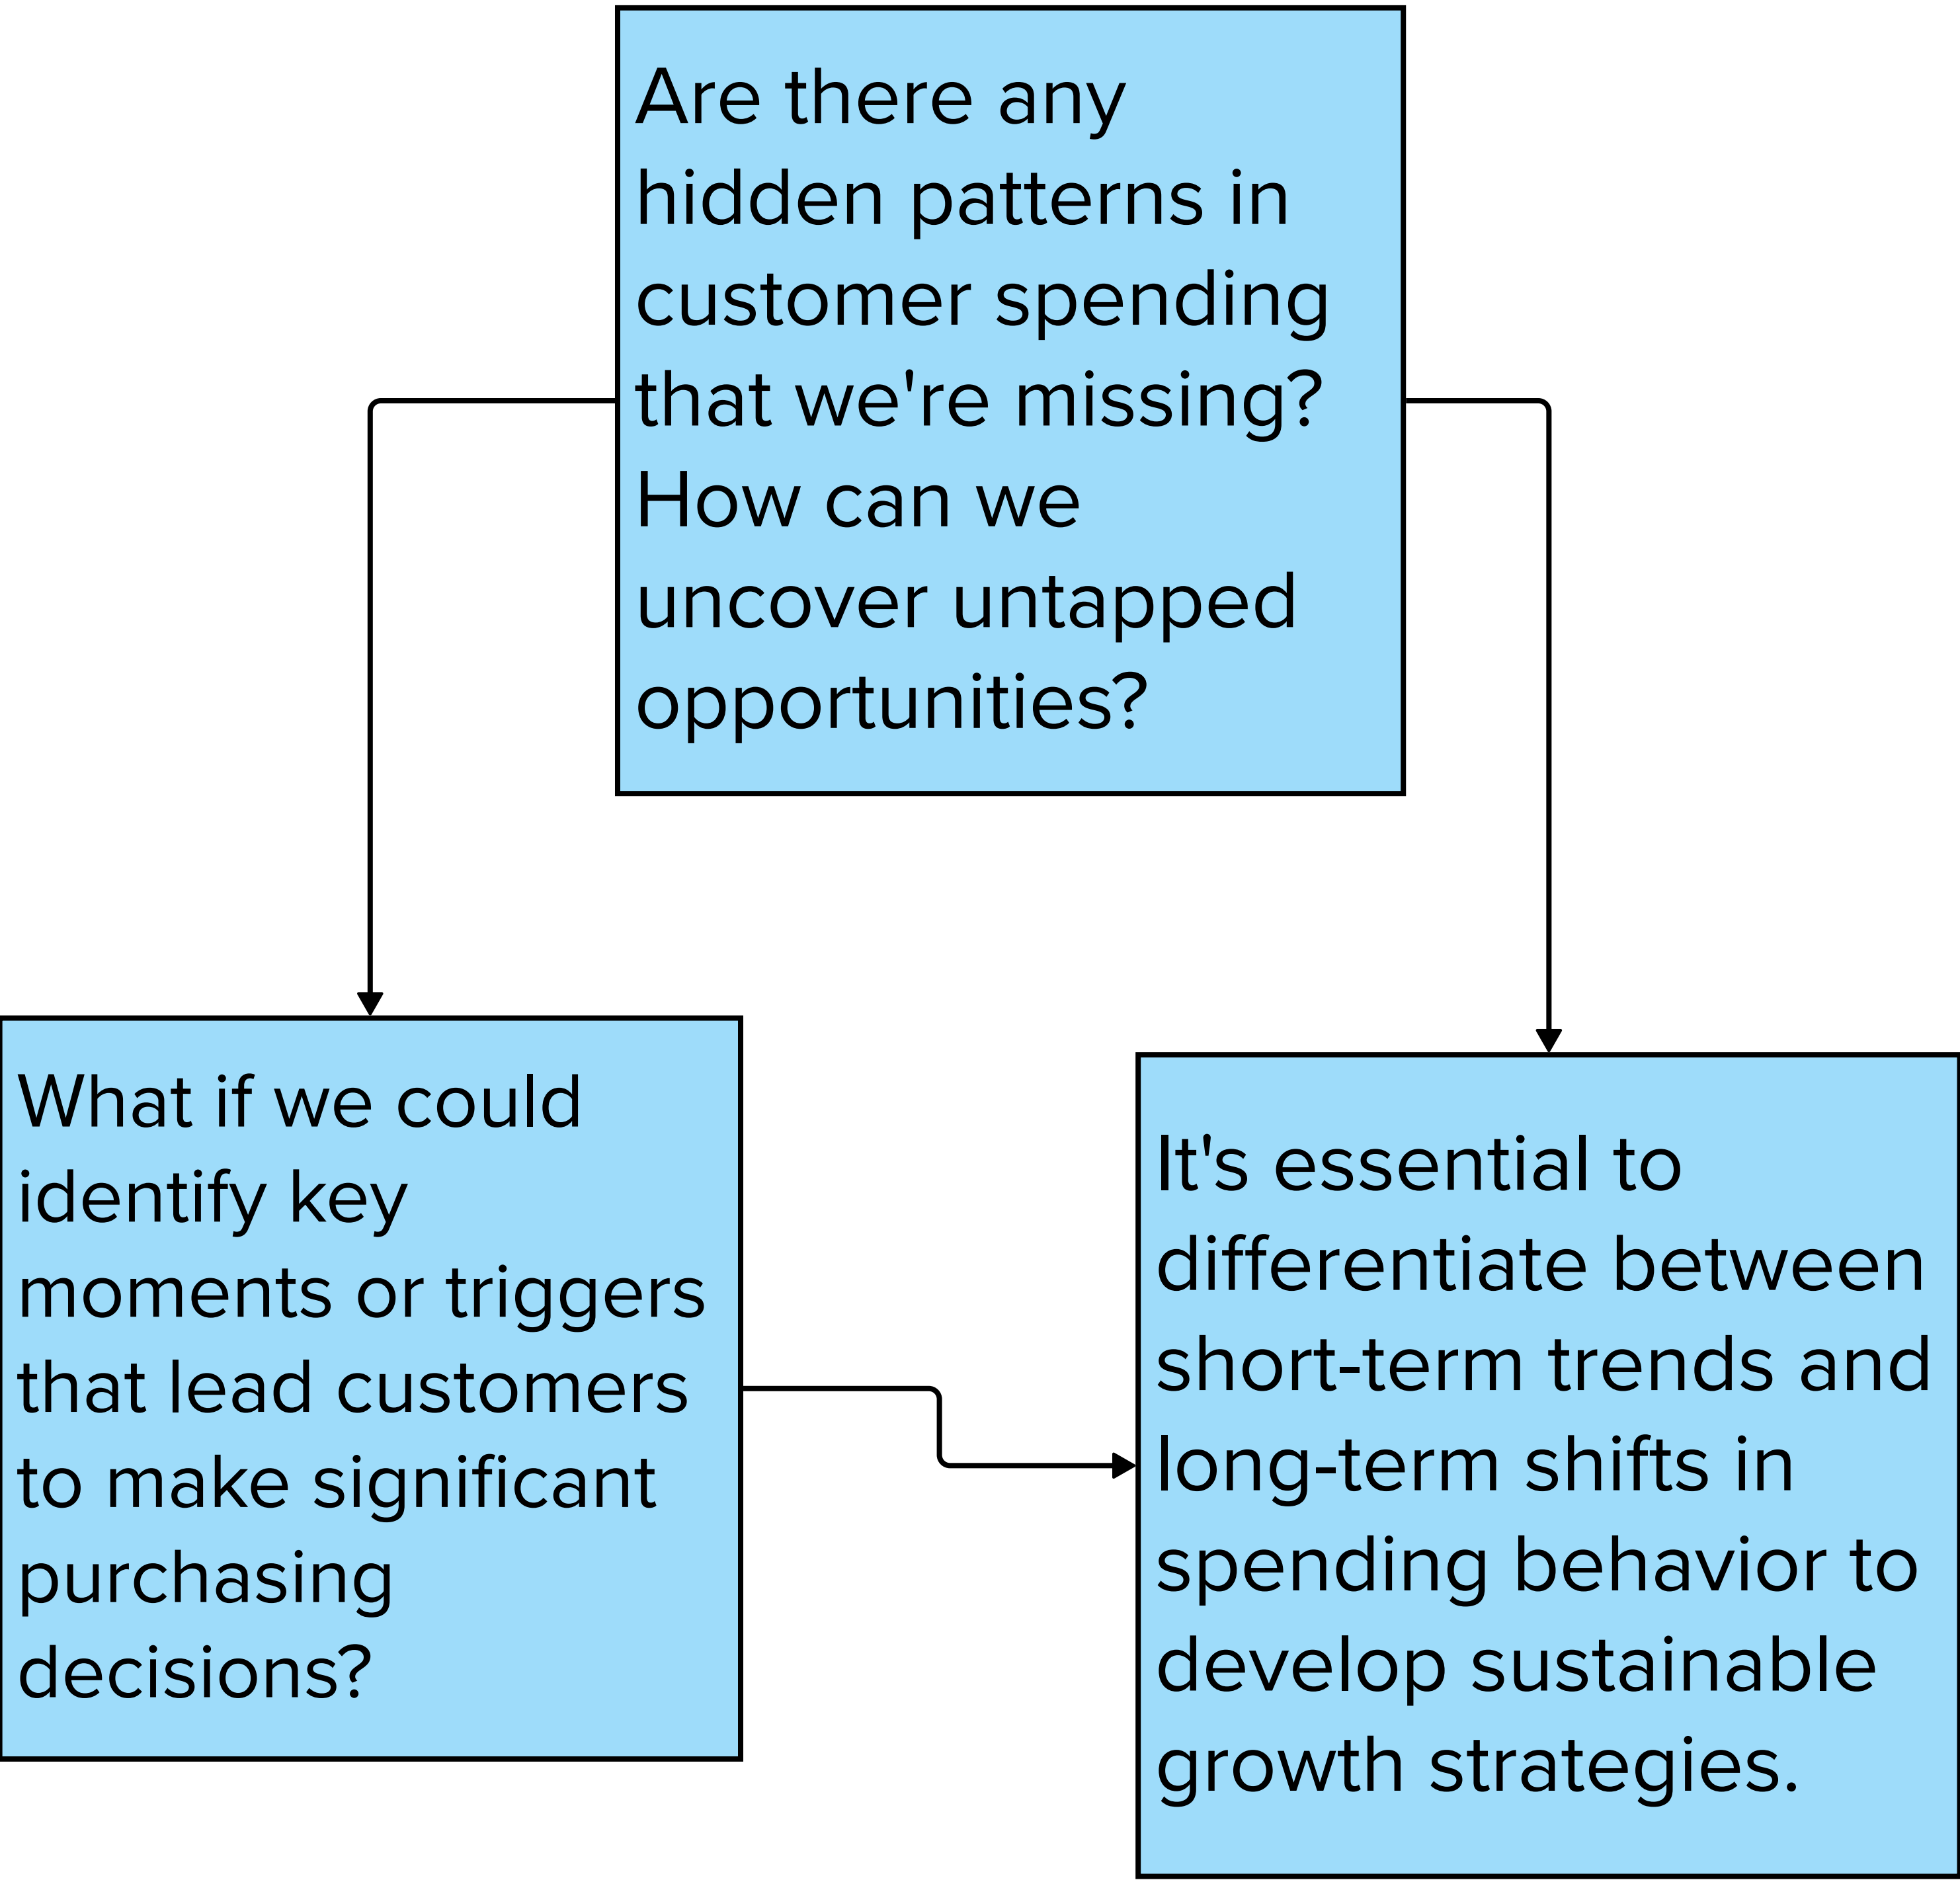 Are there any
hidden patterns in
customer spending
that we're missing?
How can we
uncover untapped
opportunities?
What if we could
identify key
moments or triggers
that lead customers
to make significant
purchasing
decisions?
It's essential to
differentiate between
short-term trends and
long-term shifts in
spending behavior to
develop sustainable
growth strategies.